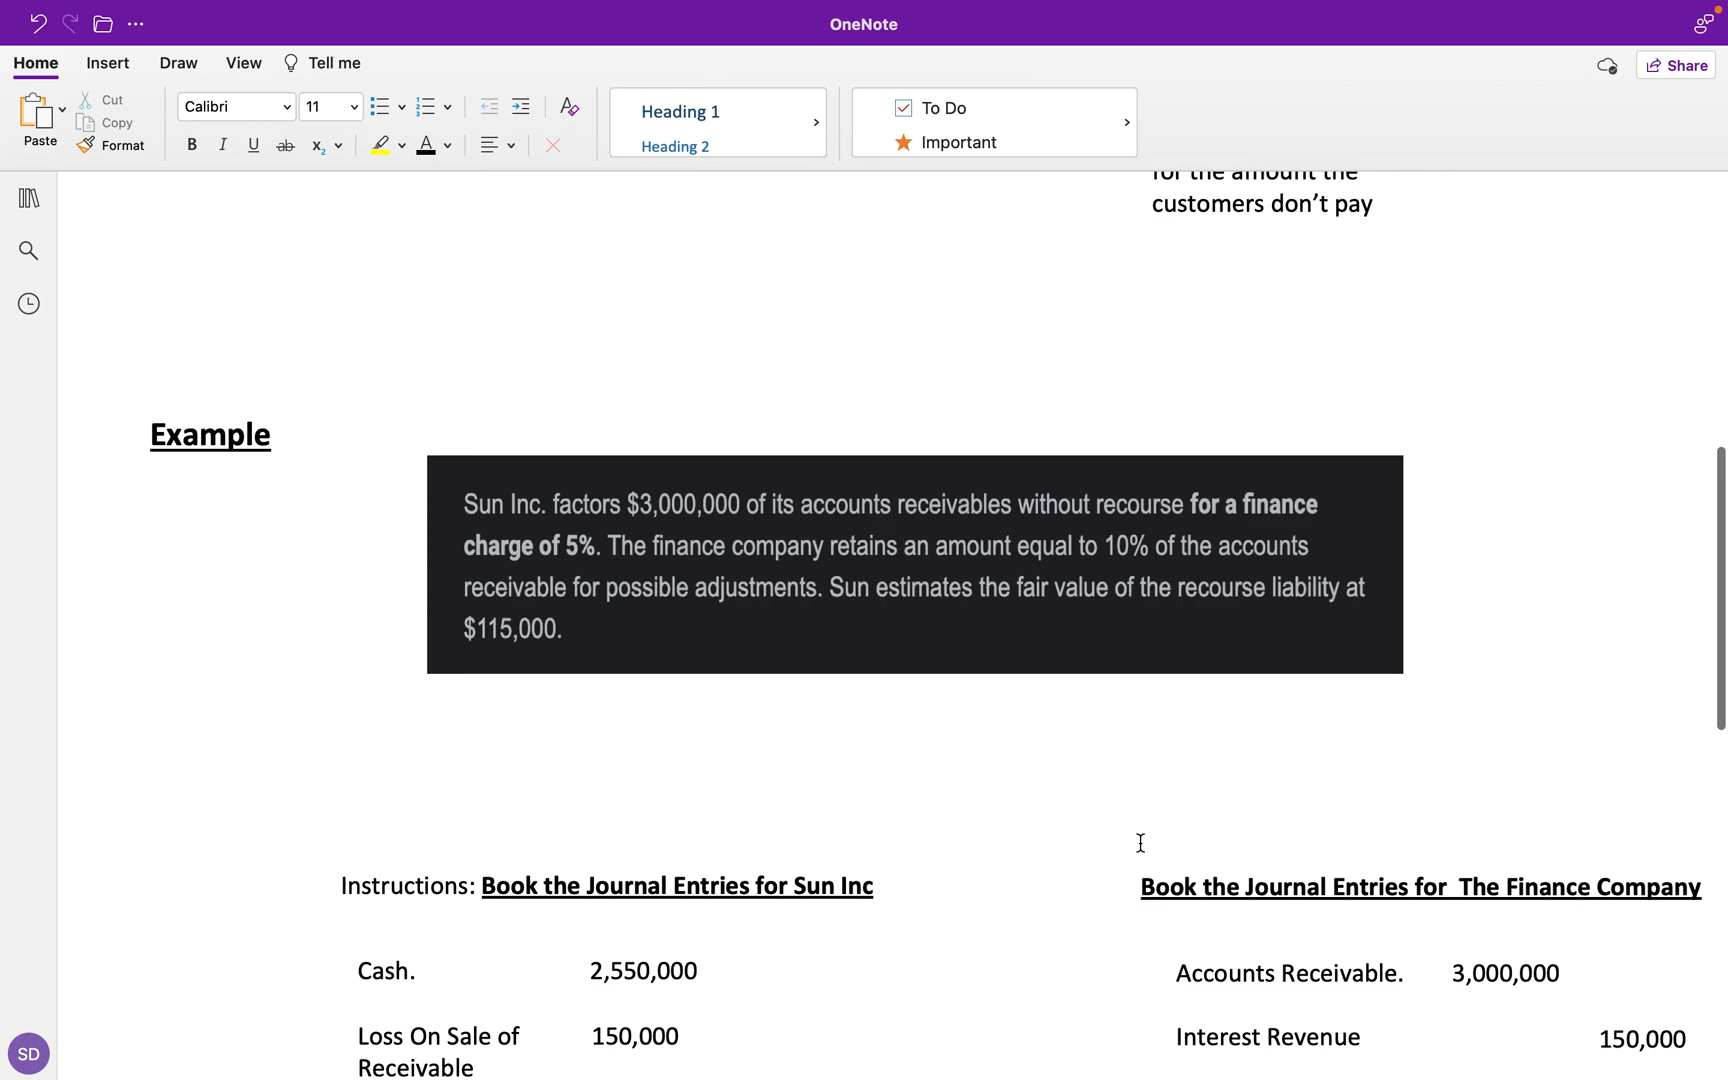 OneNote
Home Insert Draw View Tell me
Share
Paste
Cut
Copy
Format
Calibri 11
Heading 1
Heading 2
To Do
Important
for the amount the
customers don't pay
Example
Sun Inc. factors $3,000,000 of its accounts receivables without recourse for a finance
charge of 5%. The finance company retains an amount equal to 10% of the accounts
receivable for possible adjustments. Sun estimates the fair value of the recourse liability at
$115,000.
Instructions: Book the Journal Entries for Sun Inc
Book the Journal Entries for The Finance Company
Cash. 2,550,000
Accounts Receivable. 3,000,000
Loss On Sale of 150,000
Receivable
Interest Revenue 150,000
SD